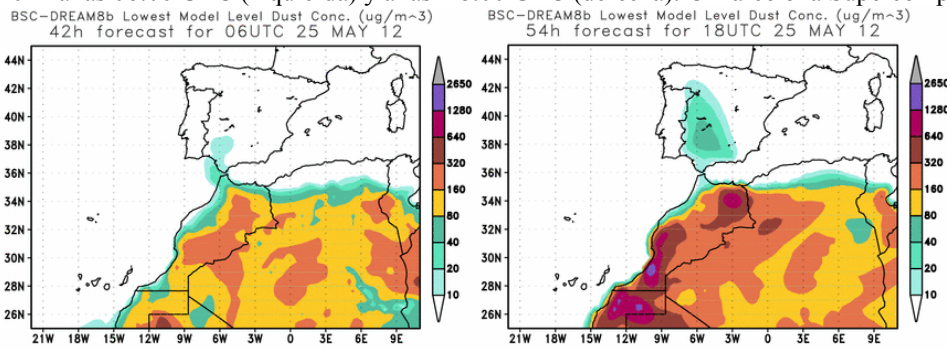 BSC-DREAM8b Lowest Model Level Dust Conc. (ug/m^3)
42h forecast for 06UTC 25 MAY 12
44N
42N
40N
38N
36N
34N
32N
30N
28N
26N
21W 18W 15W 12W 9W 6W 3W 0 3E 6E 9E
2650
1280
640
320
160
80
40
20
10
BSC-DREAM8b Lowest Model Level Dust Conc. (ug/m^3)
54h forecast for 18UTC 25 MAY 12
44N
42N
40N
38N
36N
34N
32N
30N
28N
26N
21W 18W 15W 12W 9W 6W 3W 0 3E 6E 9E
2650
1280
640
320
160
80
40
20
10